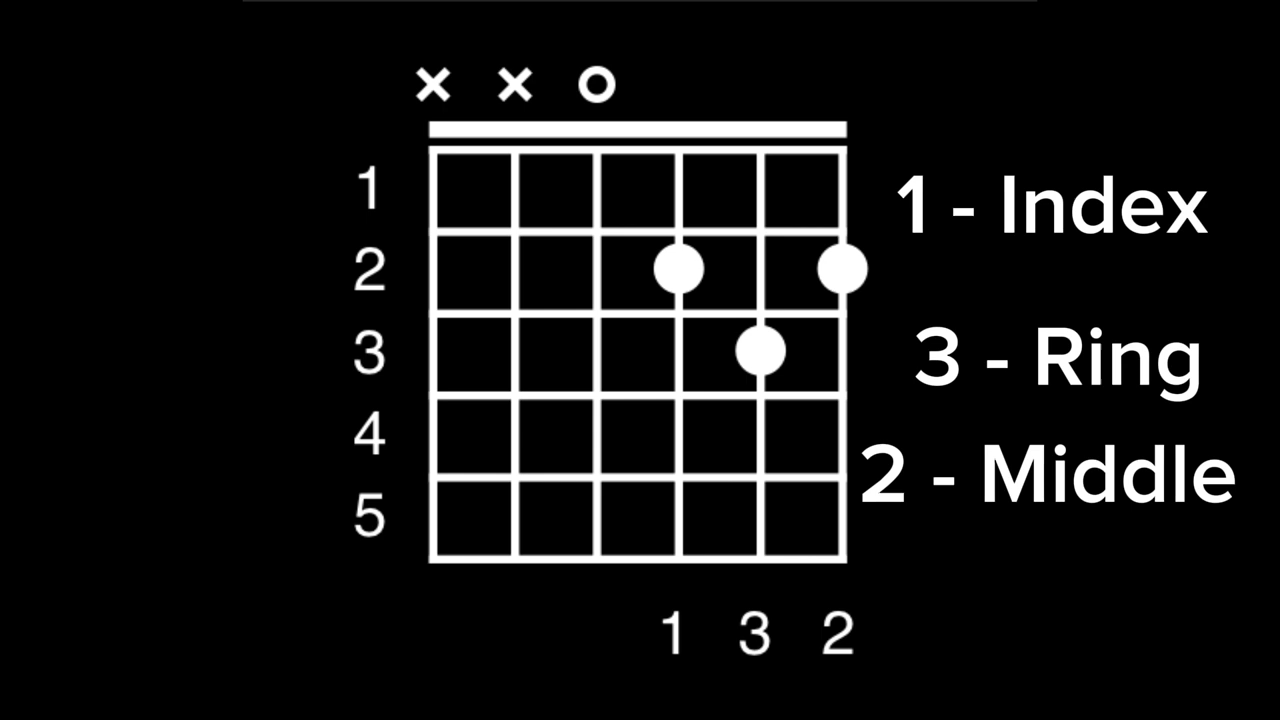 × × ○
1
2
3
4
5
1 - Index
3 - Ring
2 - Middle
1 3 2